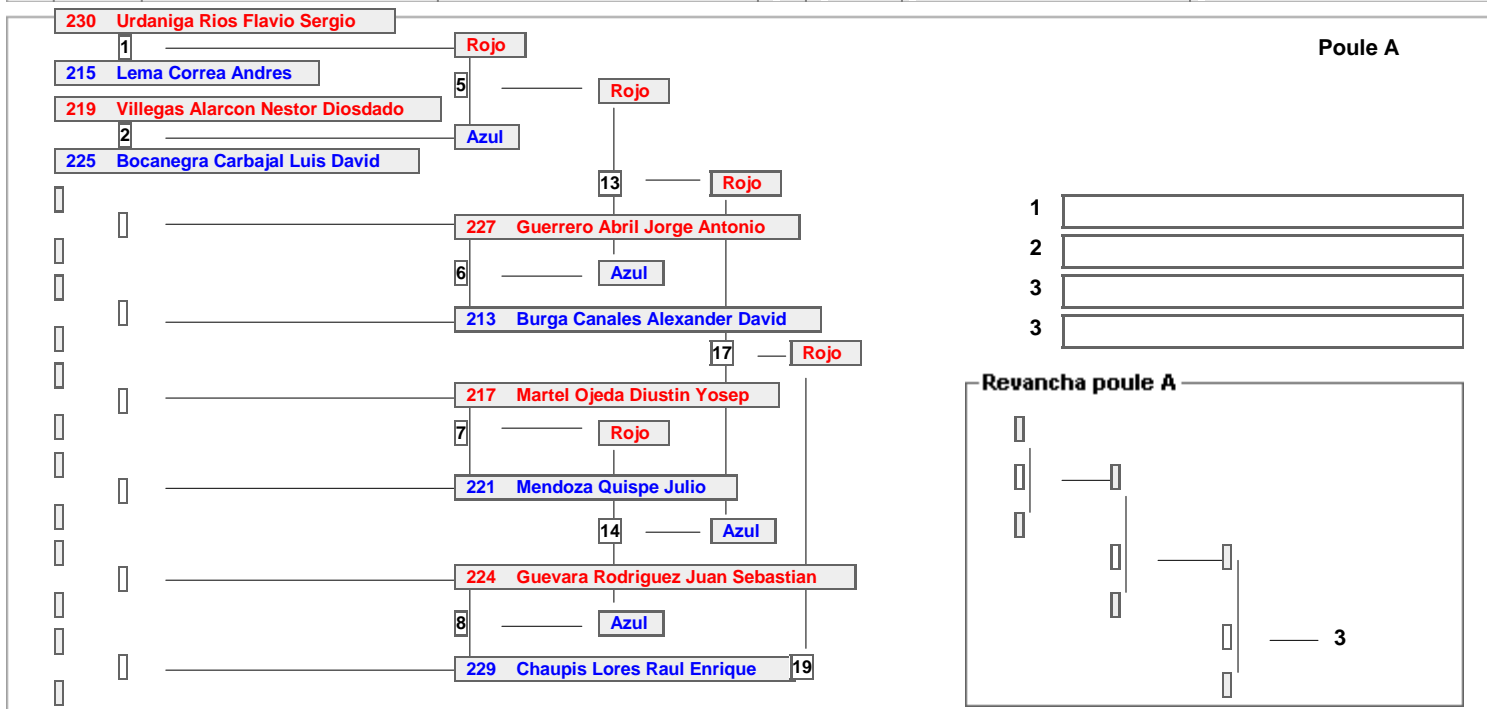 230 Urdaniga Rios Flavio Sergio
1
Rojo
Poule A
215 Lema Correa Andres
5
Rojo
219 Villegas Alarcon Nestor Diosdado
2
Azul
225 Bocanegra Carbajal Luis David
13
Rojo
1
227 Guerrero Abril Jorge Antonio
2
6
Azul
3
213 Burga Canales Alexander David
3
17
Rojo
Revancha poule A
217 Martel Ojeda Diustin Yosep
7
Rojo
221 Mendoza Quispe Julio
14
Azul
224 Guevara Rodriguez Juan Sebastian
8
Azul
3
229 Chaupis Lores Raul Enrique
19